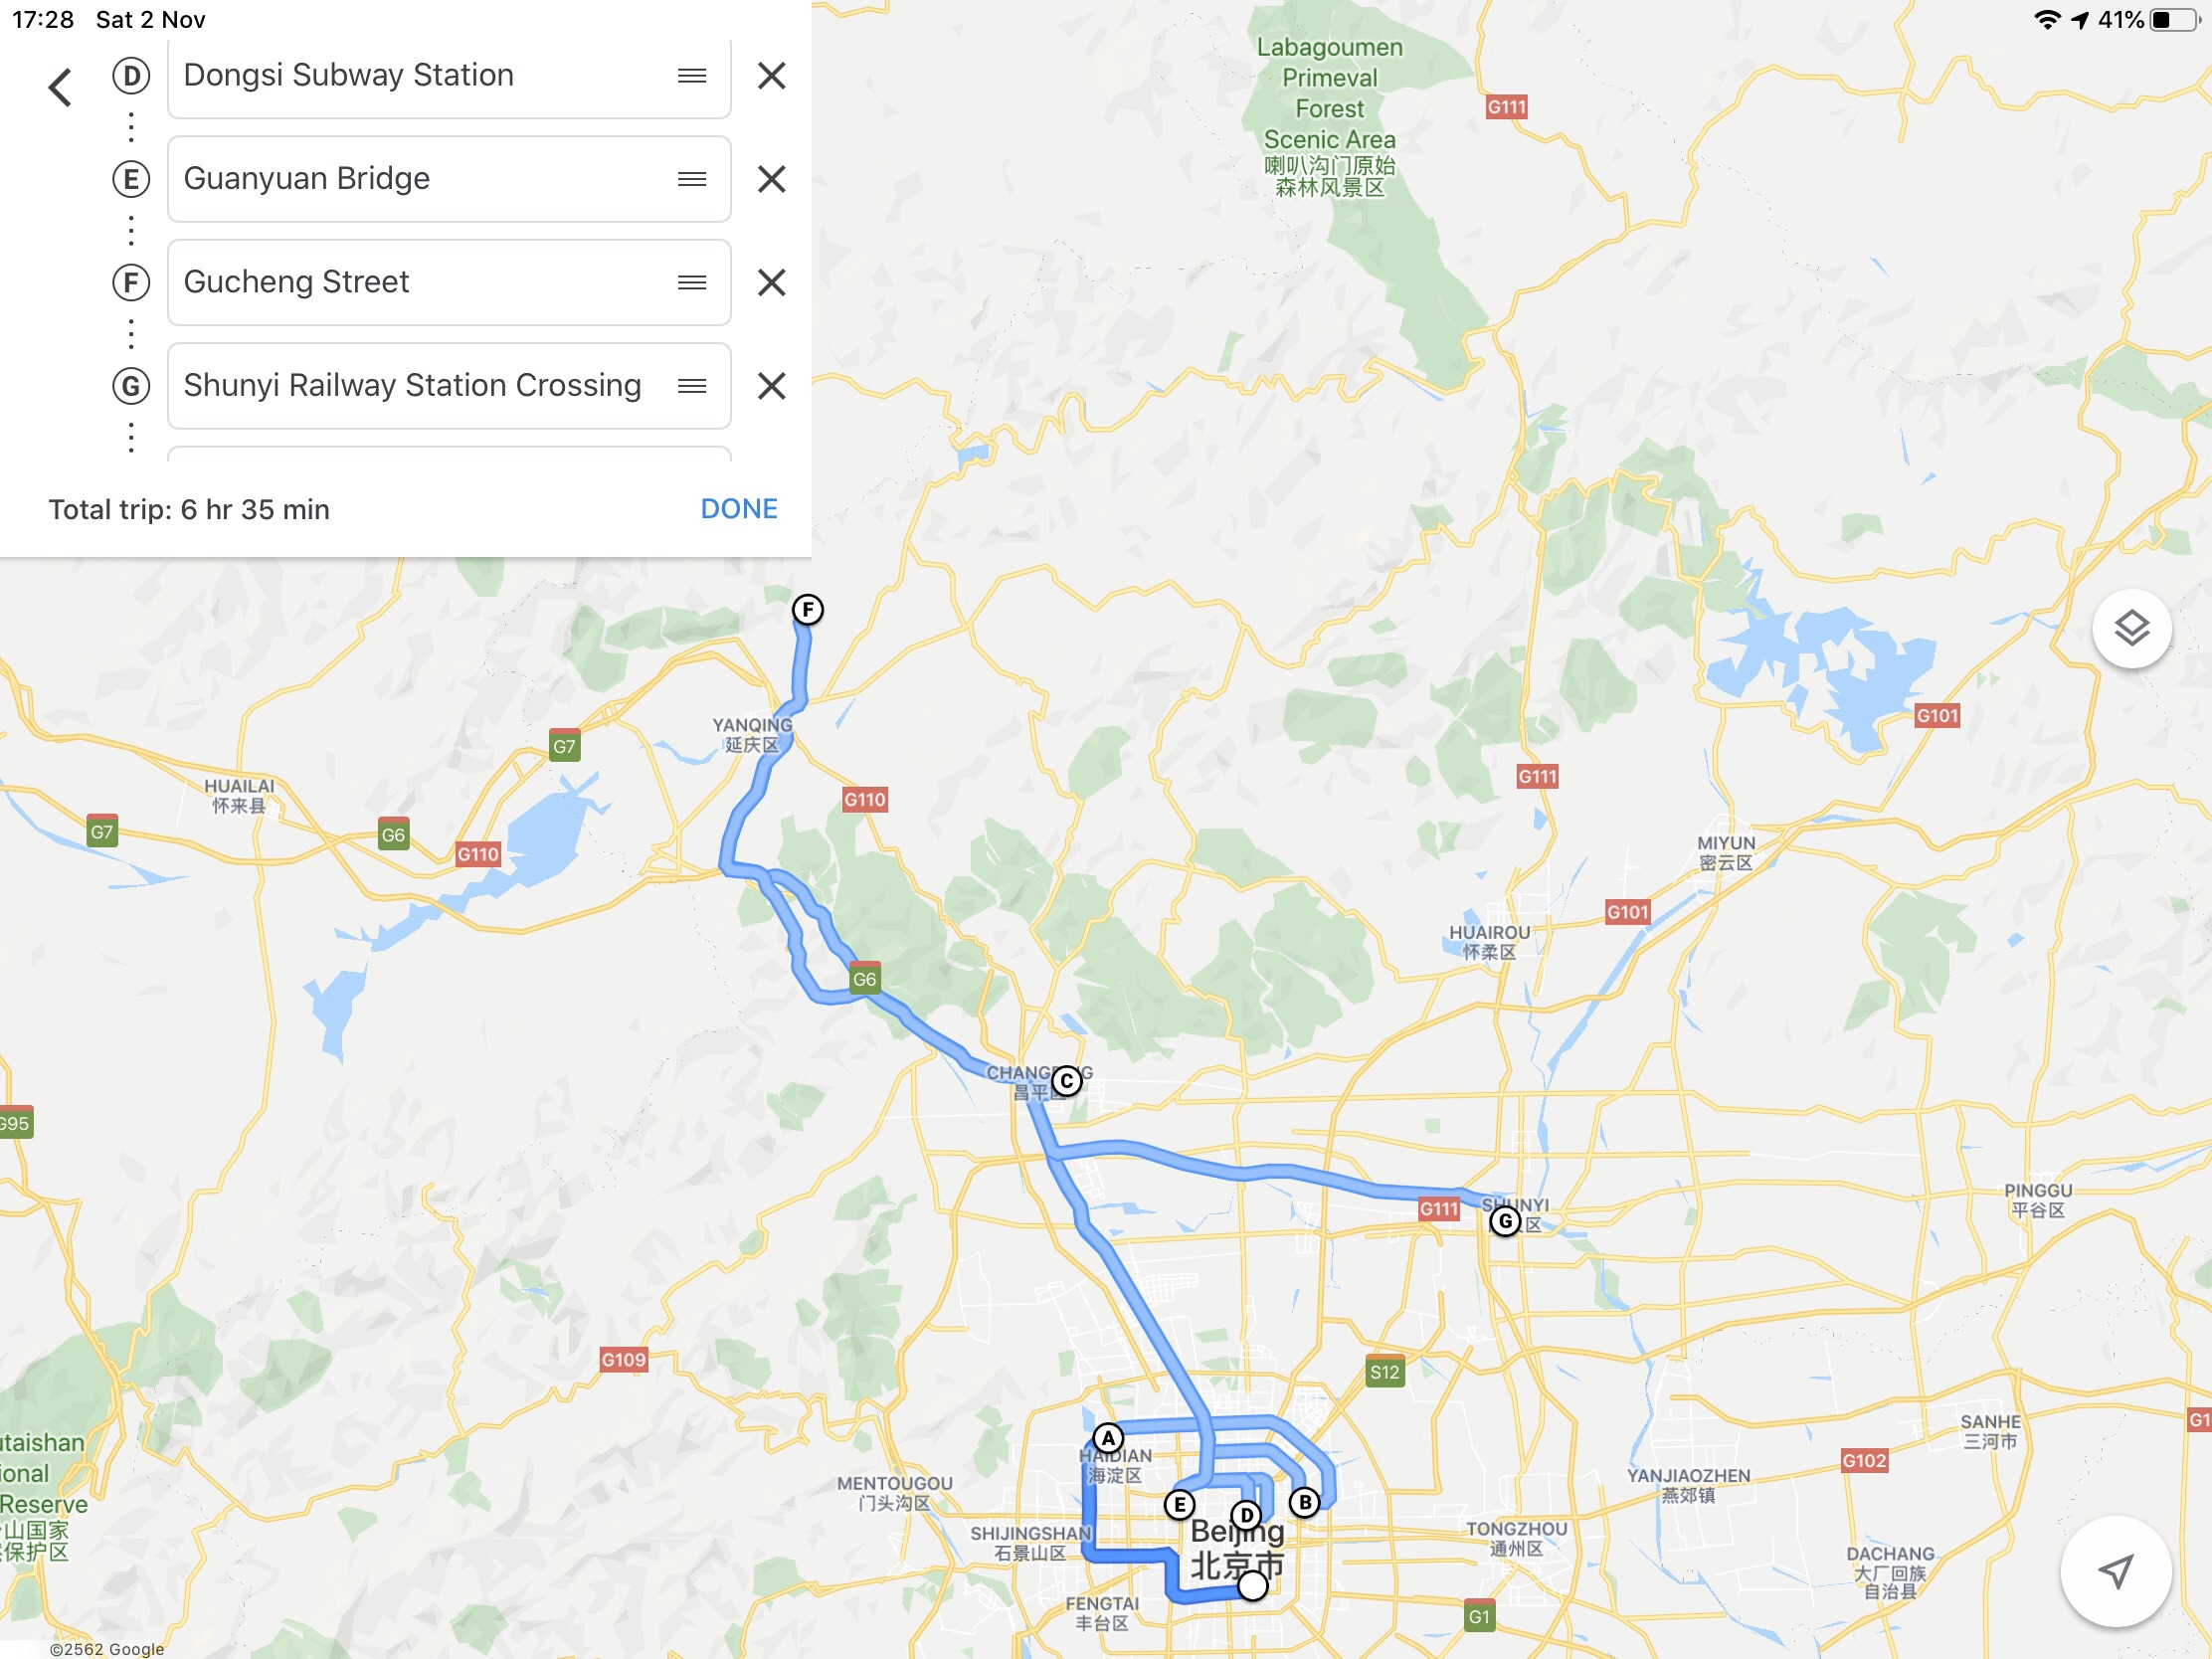 17:28 Sat 2 Nov
41%
D Dongsi Subway Station
E Guanyuan Bridge
F Gucheng Street
G Shunyi Railway Station Crossing
Total trip: 6 hr 35 min
DONE
Labagoumen
Primeval
Forest
Scenic Area
喇叭沟门原始
森林风景区
G111
F
YANQING
延庆区
G7
G101
HUAILAI
怀来县
G110
G111
G7
G6
G110
MIYUN
密云区
G101
HUAIROU
怀柔区
G6
C
昌平区
G95
G111
SHUNYI
G
PINGGU
平谷区
G109
S12
A
HAIDIAN
海淀区
SANHE
三河市
G102
MENTOUGOU
门头沟区
YANJIAOZHEN
燕郊镇
E
D
B
Beijing
北京市
SHIJINGSHAN
石景山区
TONGZHOU
通州区
DACHANG
大厂回族
自治县
FENGTAI
丰台区
G1
utaishan
ional
Reserve
山国家
保护区
©2562 Google